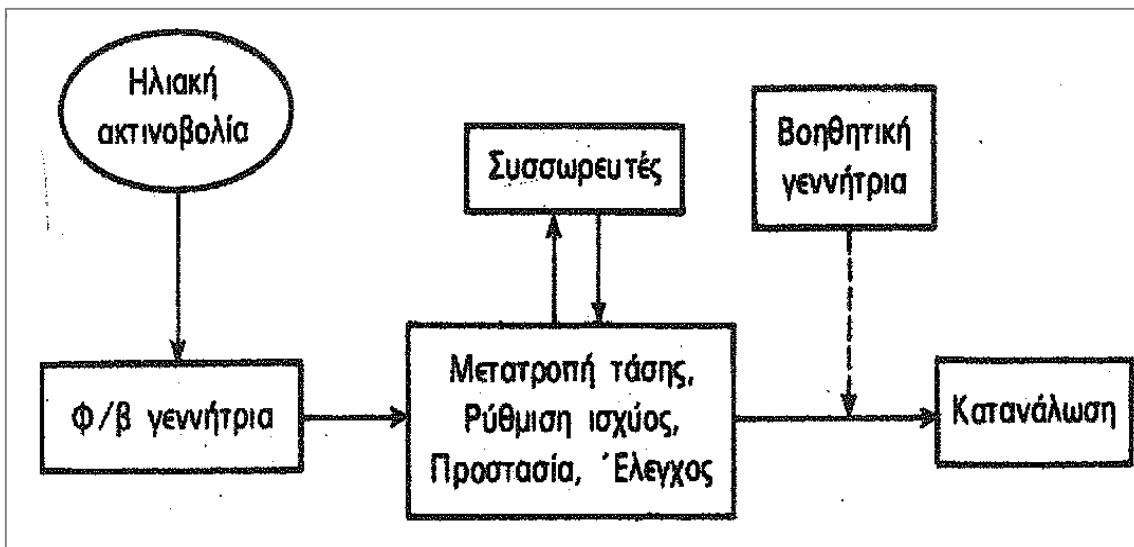 Ηλιακή
ακτινοβολία
Συσσωρευτές
Βοηθητική
γεννήτρια
Φ/β γεννήτρια
Μετατροπή τάσης,
Ρύθμιση ισχύος,
Προστασία, Έλεγχος
Κατανάλωση